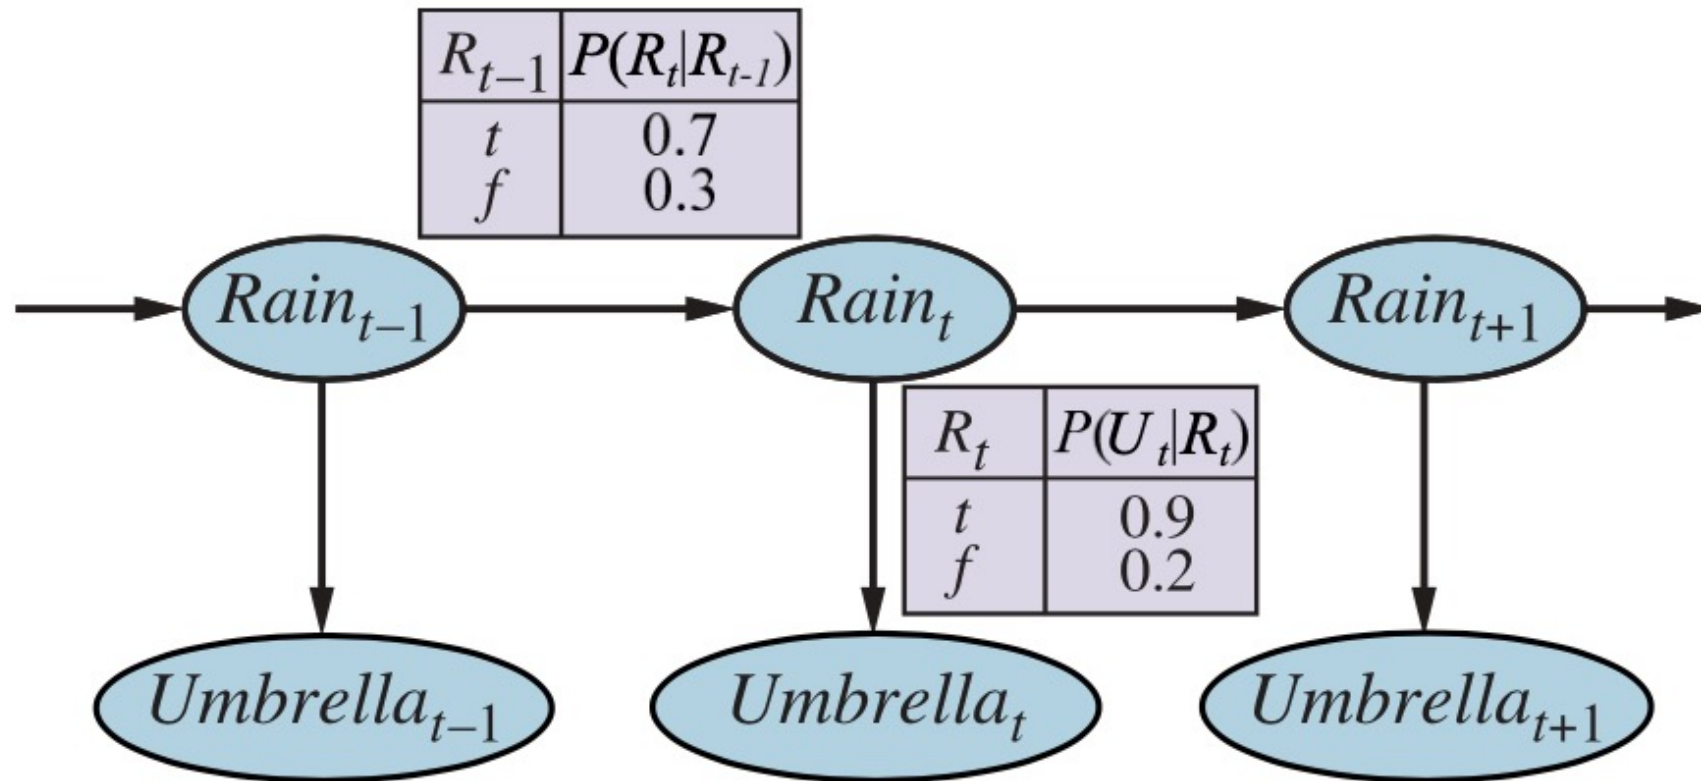 R_{t−1} P(R_t|R_{t-1})
t 0.7
f 0.3
Rain_{t−1} Rain_t Rain_{t+1}
R_t P(U_t|R_t)
t 0.9
f 0.2
Umbrella_{t−1} Umbrella_t Umbrella_{t+1}